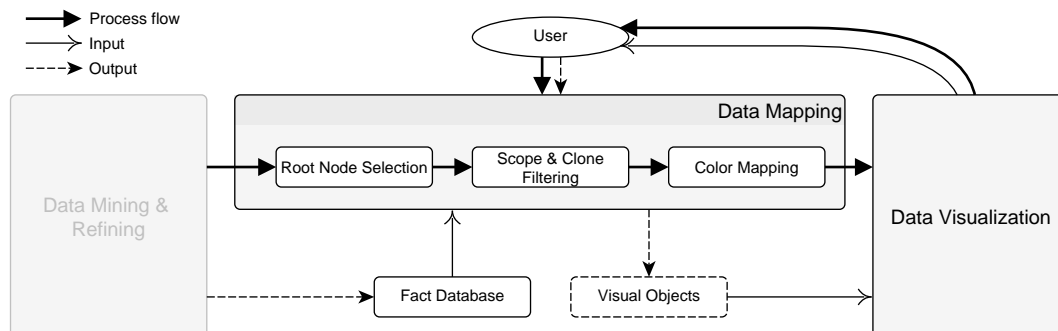 Process flow
Input
Output
User
Data Mapping
Root Node Selection
Scope & Clone
Filtering
Color Mapping
Data Mining &
Refining
Data Visualization
Fact Database
Visual Objects